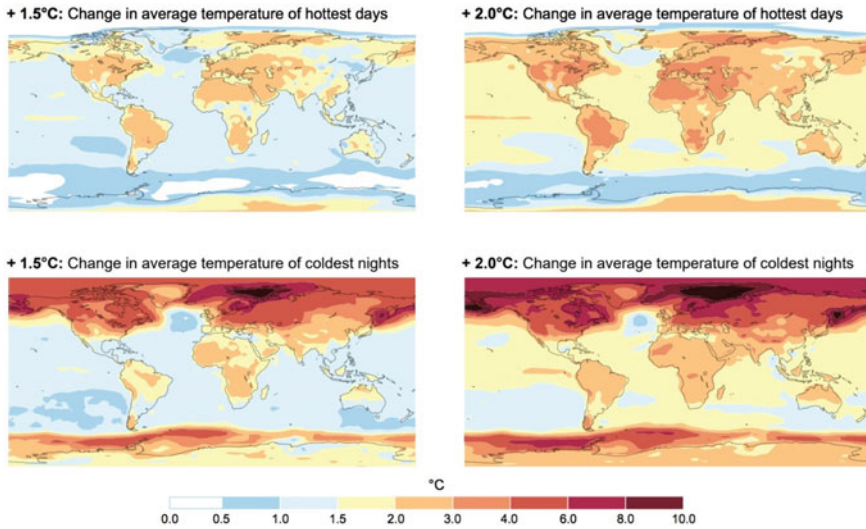 + 1.5°C: Change in average temperature of hottest days
+ 2.0°C: Change in average temperature of hottest days
+ 1.5°C: Change in average temperature of coldest nights
+ 2.0°C: Change in average temperature of coldest nights
°C
0.0 0.5 1.0 1.5 2.0 3.0 4.0 6.0 8.0 10.0